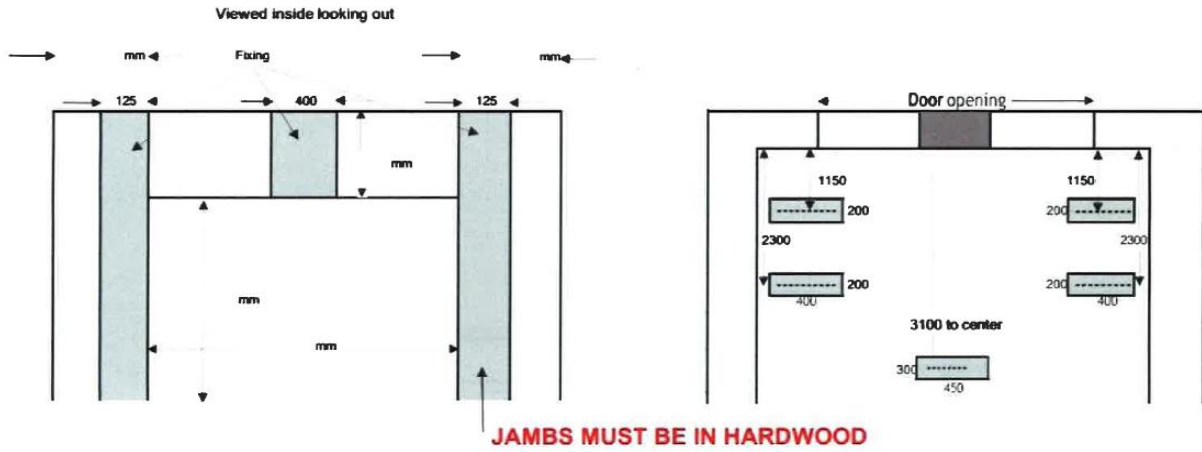 Viewed inside looking out
mm
Fixing
mm
125
400
125
mm
mm
mm
JAMBS MUST BE IN HARDWOOD
Door opening
1150
1150
200
200
2300
2300
200
200
400
400
3100 to center
300
450